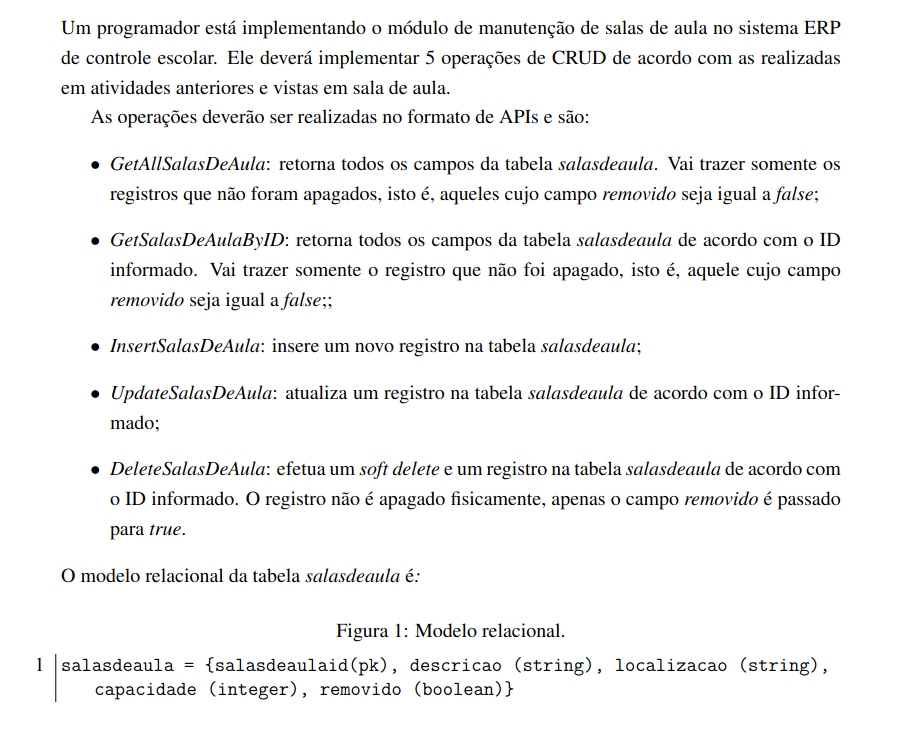 Um programador está implementando o módulo de manutenção de salas de aula no sistema ERP
de controle escolar. Ele deverá implementar 5 operações de CRUD de acordo com as realizadas
em atividades anteriores e vistas em sala de aula.
As operações deverão ser realizadas no formato de APIs e são:
• GetAllSalasDeAula: retorna todos os campos da tabela salasdeaula. Vai trazer somente os
registros que não foram apagados, isto é, aqueles cujo campo removido seja igual a false;
• GetSalasDeAulaByID: retorna todos os campos da tabela salasdeaula de acordo com o ID
informado. Vai trazer somente o registro que não foi apagado, isto é, aquele cujo campo
removido seja igual a false;;
• InsertSalasDeAula: insere um novo registro na tabela salasdeaula;
• UpdateSalasDeAula: atualiza um registro na tabela salasdeaula de acordo com o ID infor-
mado;
• DeleteSalasDeAula: efetua um soft delete e um registro na tabela salasdeaula de acordo com
o ID informado. O registro não é apagado fisicamente, apenas o campo removido é passado
para true.
O modelo relacional da tabela salasdeaula é:
Figura 1: Modelo relacional.
1 salasdeaula = {salasdeaulaid(pk), descricao (string), localizacao (string),
capacidade (integer), removido (boolean)}